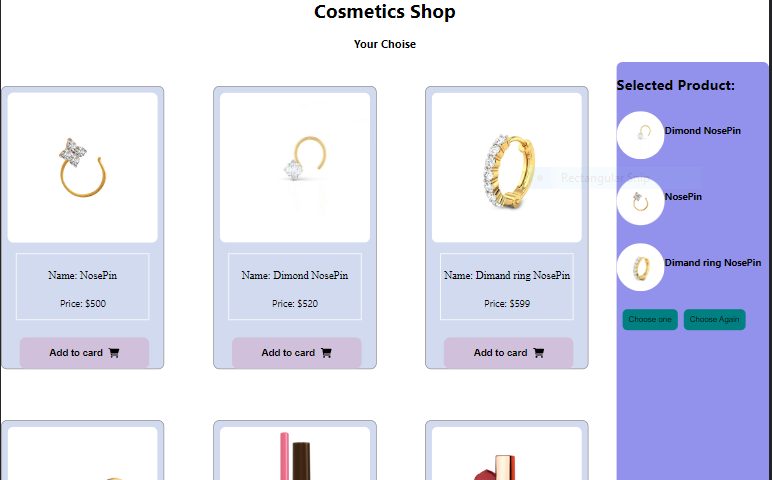 Cosmetics Shop
Your Choise
Selected Product:
Dimond NosePin
NosePin
Dimand ring NosePin
Choose one
Choose Again
Name: NosePin
Price: $500
Add to card
Name: Dimond NosePin
Price: $520
Add to card
Name: Dimand ring NosePin
Price: $599
Add to card
Rectangular Snip